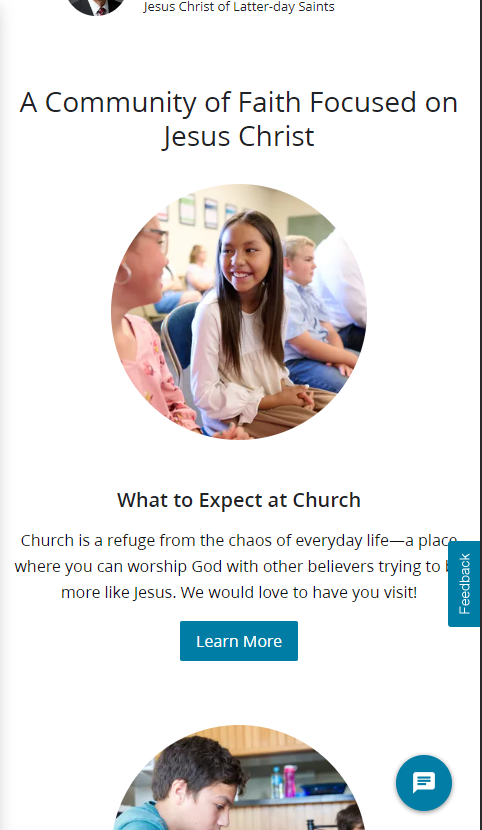 Jesus Christ of Latter-day Saints
A Community of Faith Focused on
Jesus Christ
What to Expect at Church
Church is a refuge from the chaos of everyday life—a place
where you can worship God with other believers trying to
more like Jesus. We would love to have you visit!
Feedback
Learn More